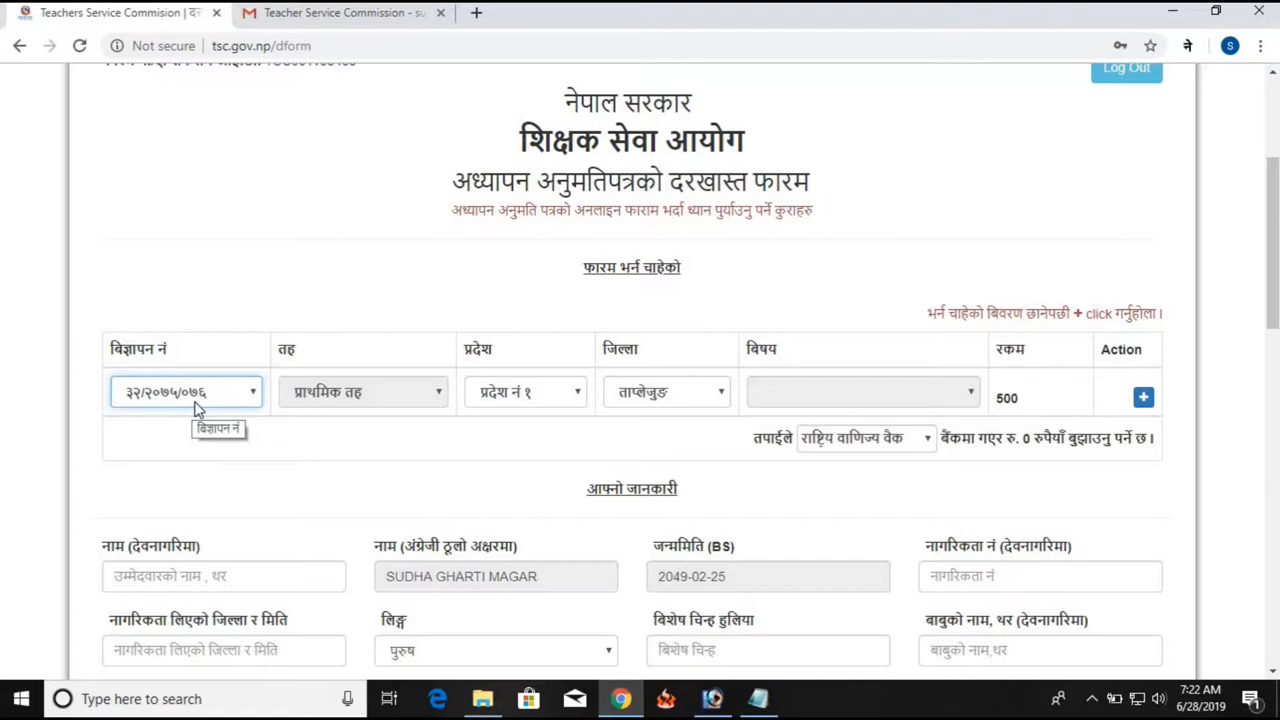 Teachers Service Commision | द
Teacher Service Commission - su
Not secure
tsc.gov.np/dform
ने
S
Log Out
नेपाल सरकार
शिक्षक सेवा आयोग
अध्यापन अनुमतिपत्रको दरखास्त फारम
अध्यापन अनुमति पत्रको अनलाइन फाराम भर्दा ध्यान पुर्याउनु पर्ने कुराहरु
फारम भर्न चाहेको
भर्न चाहेको बिवरण छानेपछी + click गर्नुहोला ।
बिज्ञापन नं तह प्रदेश जिल्ला बिषय रकम Action
३२/२०७५/०७६ प्राथमिक तह प्रदेश नं १ ताप्लेजुङ 500 +
बिज्ञापन नं
तपाईले राष्ट्रिय वाणिज्य वैक बैंकमा गएर रु. 0 रुपैयाँ बुझाउनु पर्ने छ ।
आफ्नो जानकारी
नाम (देवनागरिमा) नाम (अंग्रेजी ठूलो अक्षरमा) जन्ममिति (BS) नागरिकता नं (देवनागरिमा)
उम्मेदवारको नाम , थर SUDHA GHARTI MAGAR 2049-02-25 नागरिकता नं
नागरिकता लिएको जिल्ला र मिति लिङ्ग बिशेष चिन्ह हुलिया बाबुको नाम, थर (देवनागरिमा)
नागरिकता लिएको जिल्ला र मिति पुरुष बिशेष चिन्ह बाबुको नाम,थर
Type here to search
7:22 AM
6/28/2019
1